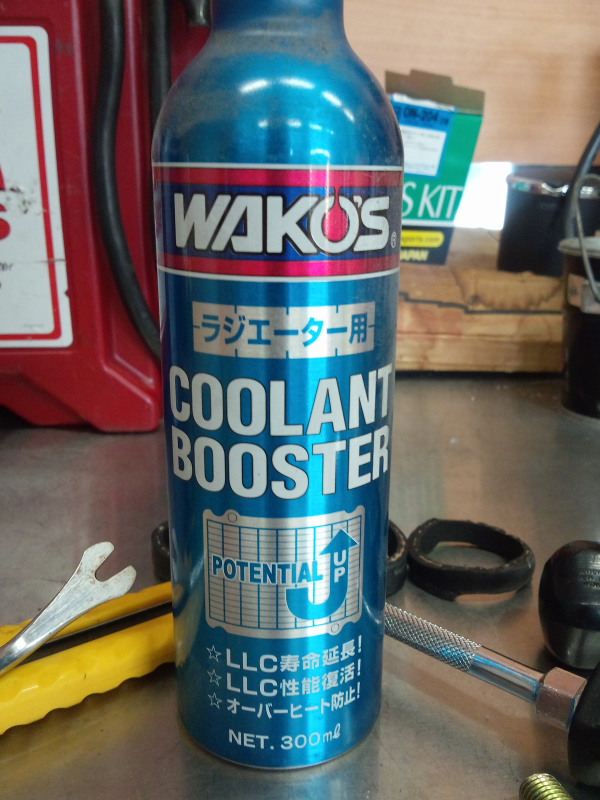 WAKO'S
®
ラジエーター用
COOLANT
BOOSTER
POTENTIAL
UP
☆LLC寿命延長!
☆LLC性能復活!
☆オーバーヒート防止!
NET. 300mℓ
S KIT
JAPAN